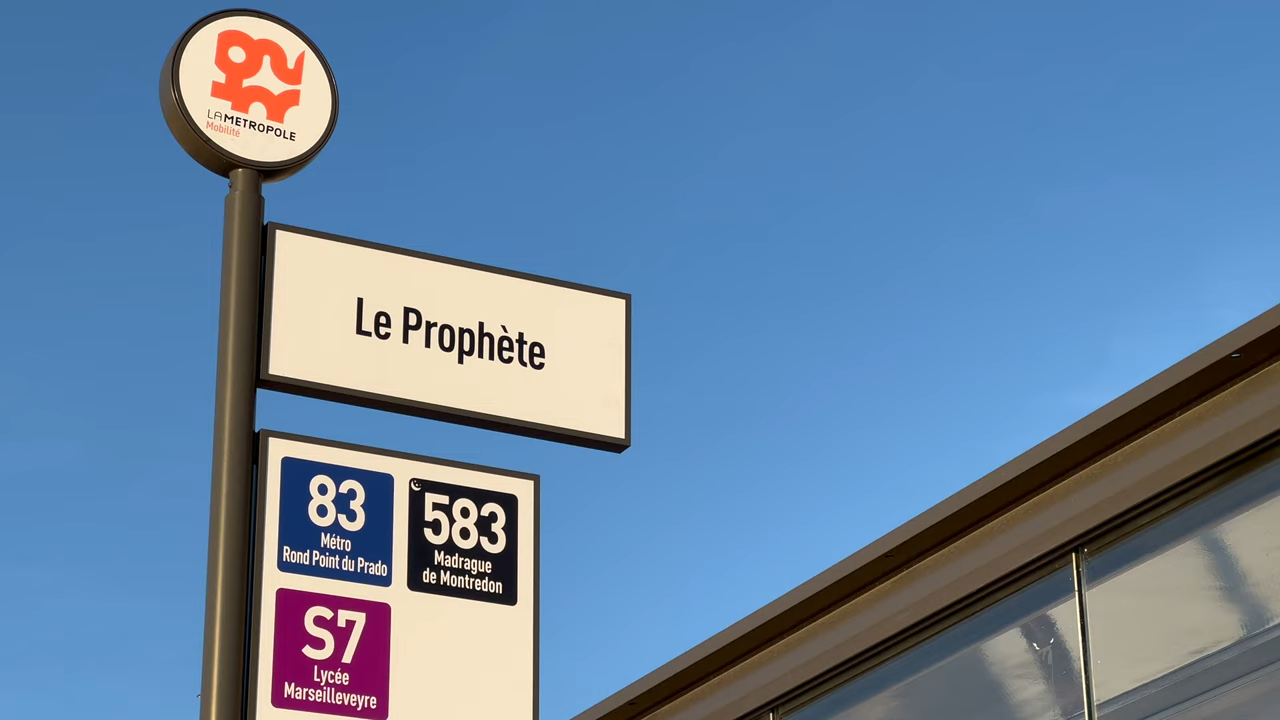 LA METROPOLE
Mobilité
Le Prophète
83
Métro
Rond Point du Prado
583
Madrague
de Montredon
S7
Lycée
Marseilleveyre